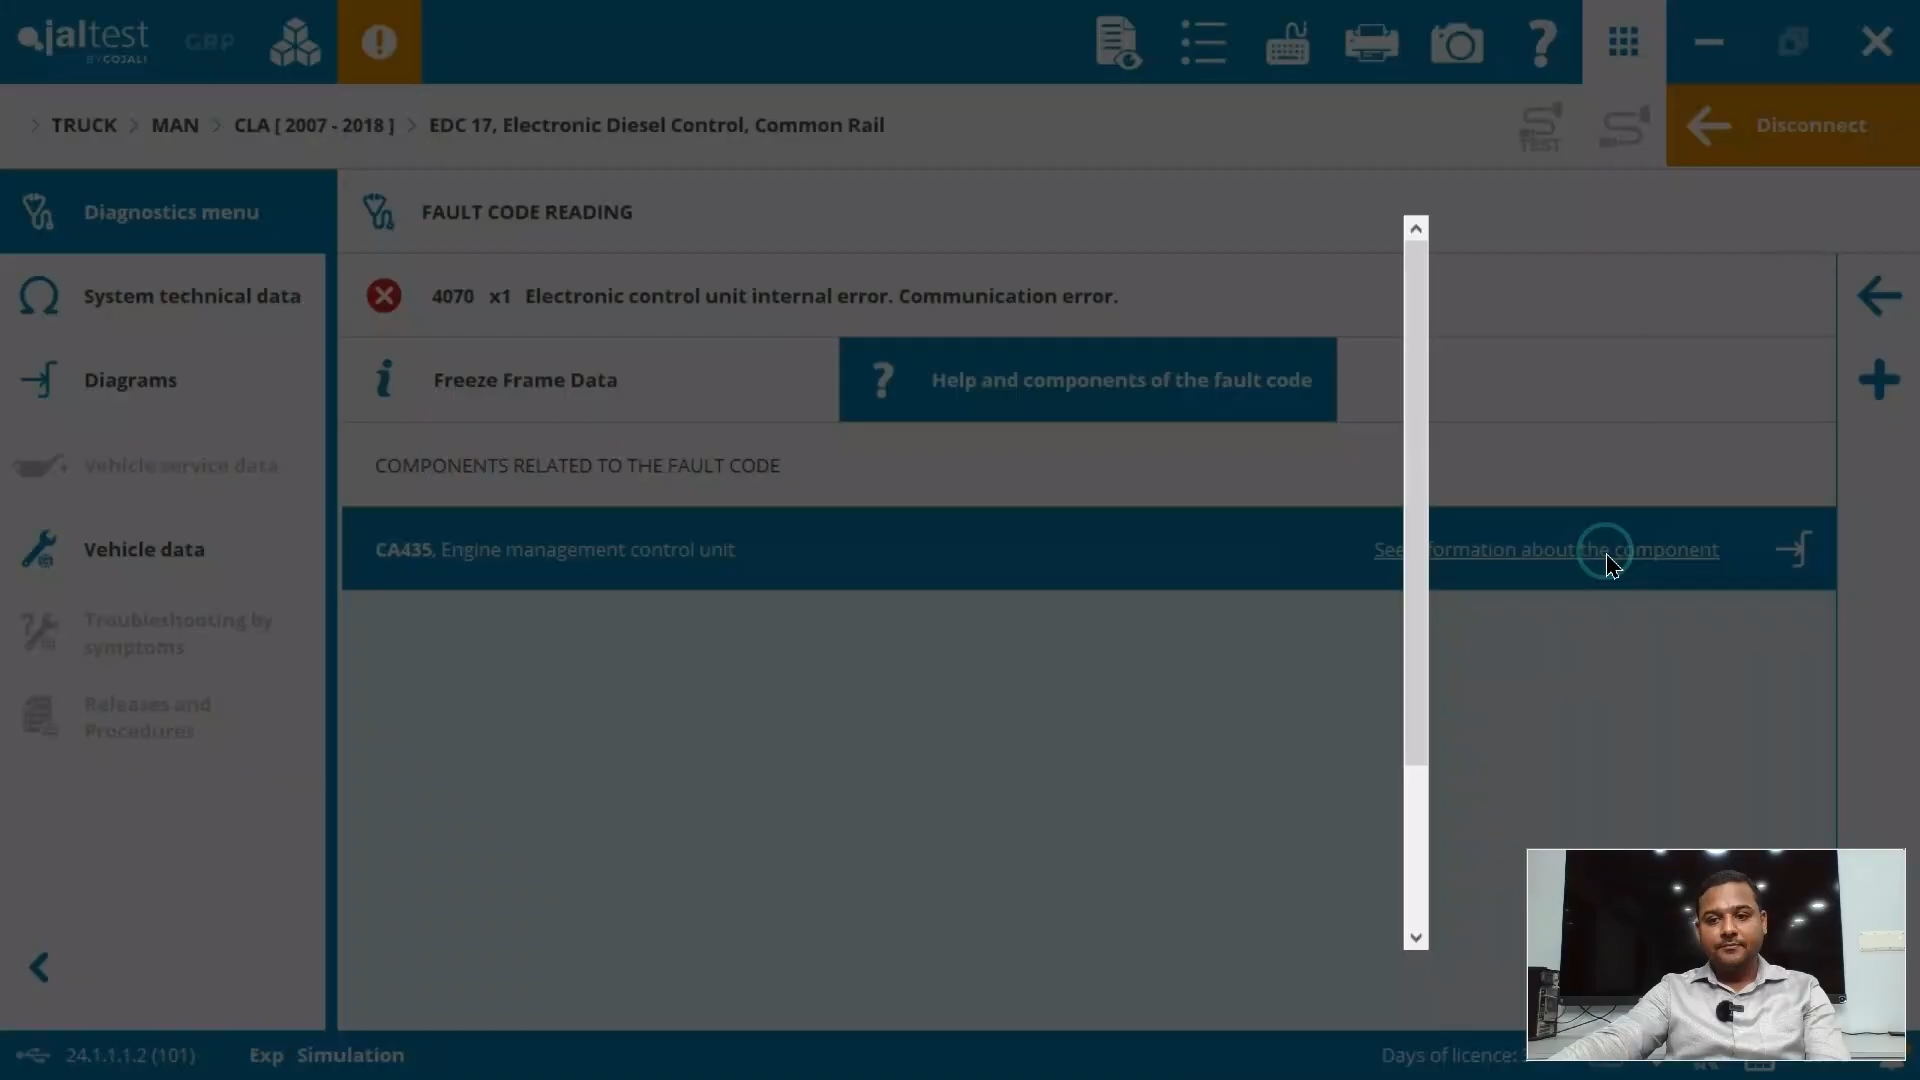 jaltest
BY COJALI
GRP
TRUCK > MAN > CLA [ 2007 - 2018 ] > EDC 17, Electronic Diesel Control, Common Rail
TEST
Disconnect
Diagnostics menu
FAULT CODE READING
System technical data
4070 x1 Electronic control unit internal error. Communication error.
Diagrams
Freeze Frame Data
? Help and components of the fault code
Vehicle service data
COMPONENTS RELATED TO THE FAULT CODE
Vehicle data
CA435, Engine management control unit
See formation about the component
Troubleshooting by
symptoms
Releases and
Procedures
24.1.1.1.2 (101)
Exp Simulation
Days of licence: